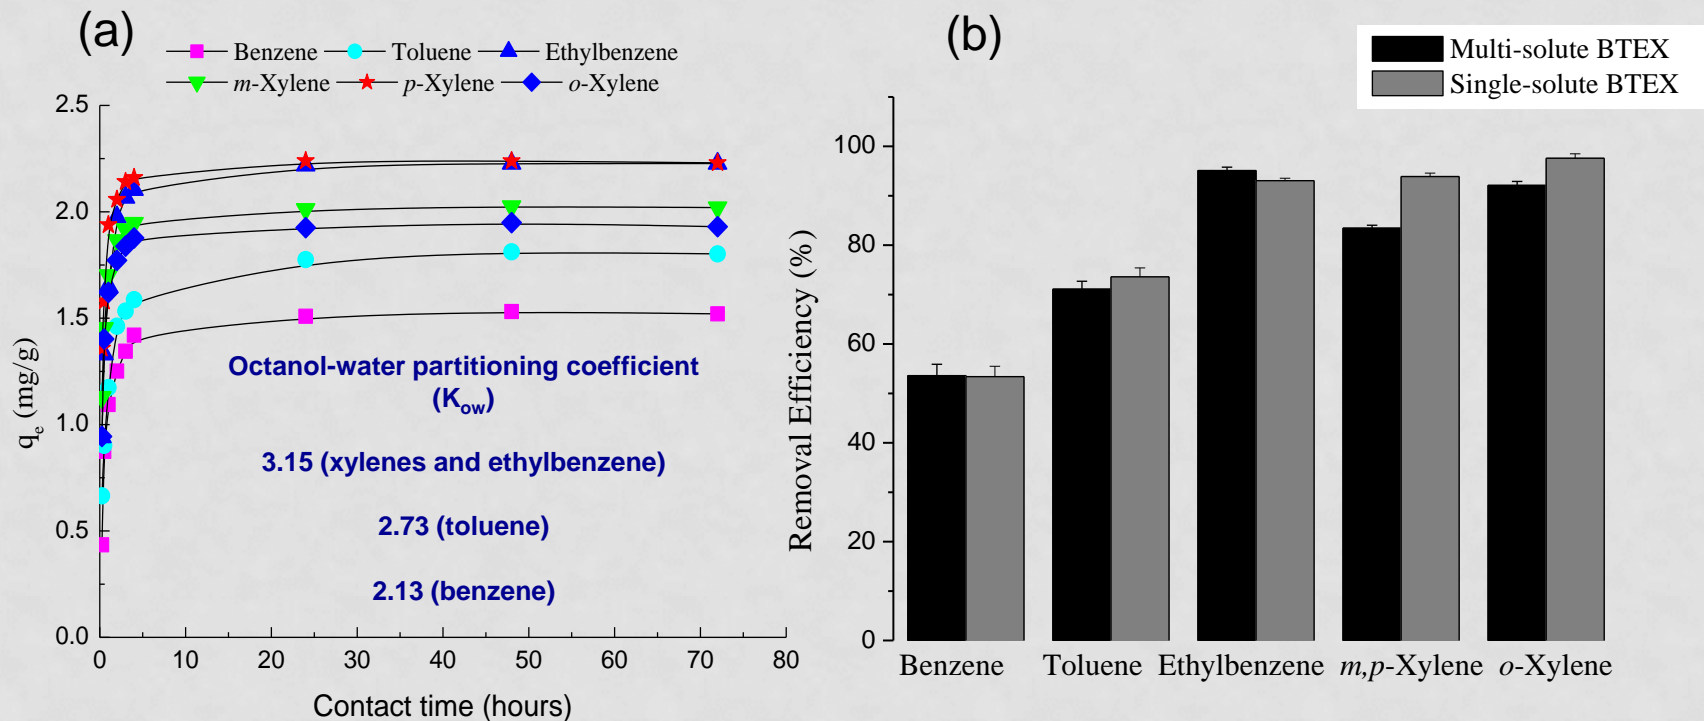 (a)
Benzene Toluene Ethylbenzene
m-Xylene p-Xylene o-Xylene
2.5
2.0
1.5
1.0
0.5
0.0
qe (mg/g)
Octanol-water partitioning coefficient
(Kow)
3.15 (xylenes and ethylbenzene)
2.73 (toluene)
2.13 (benzene)
0 10 20 30 40 50 60 70 80
Contact time (hours)
(b)
Multi-solute BTEX
Single-solute BTEX
100
80
60
40
20
0
Removal Efficiency (%)
Benzene Toluene Ethylbenzene m,p-Xylene o-Xylene